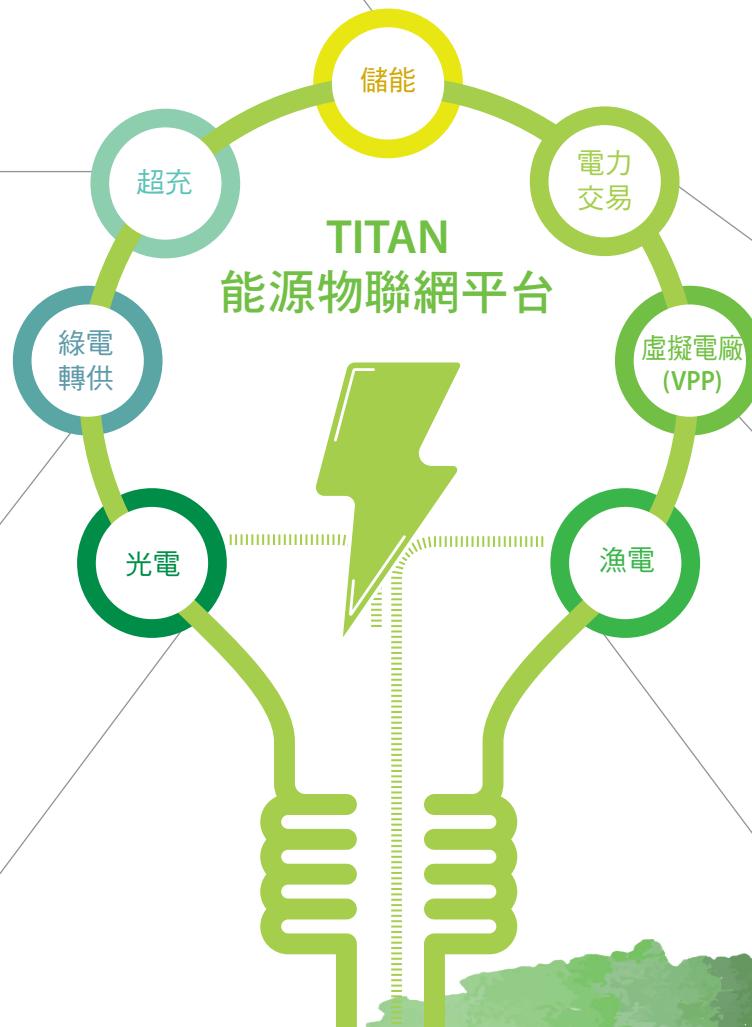 儲能
電力
交易
超充
TITAN
能源物聯網平台
綠電
轉供
虛擬電廠
(VPP)
光電
漁電